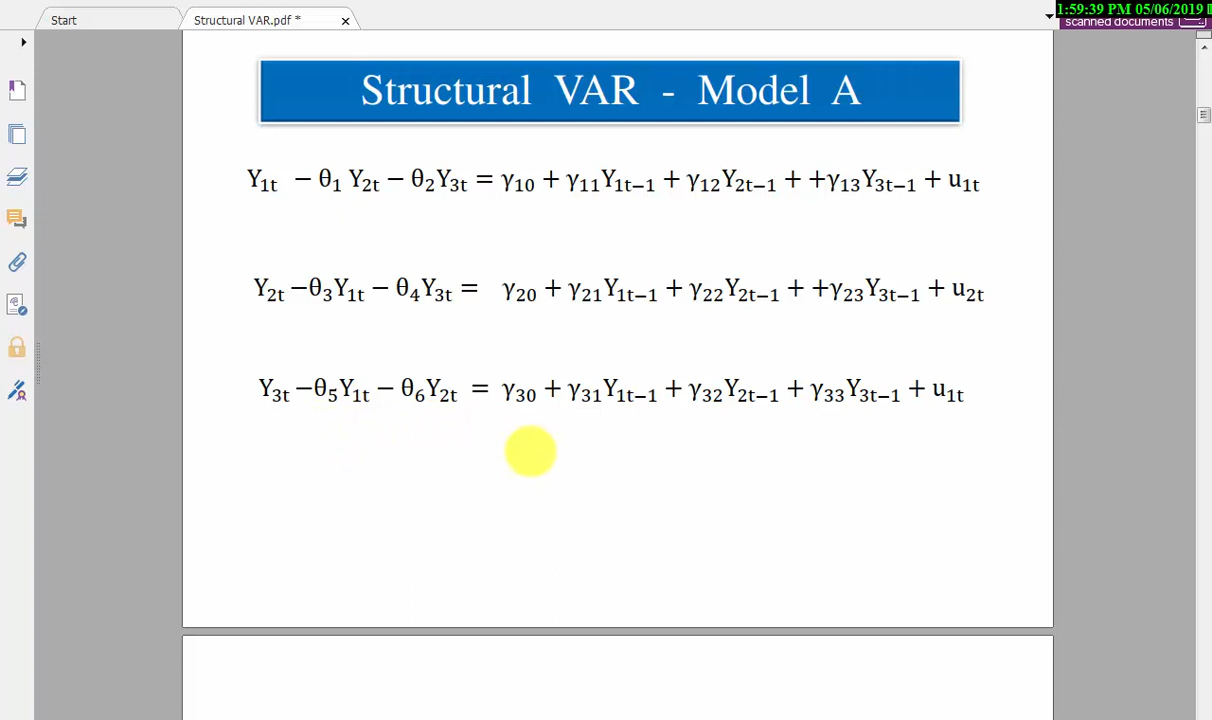 1:59:39 PM 05/06/2019
Start
Structural VAR.pdf *
scanned documents
Structural VAR - Model A
Y₁ₜ − θ₁ Y₂ₜ − θ₂Y₃ₜ = γ₁₀ + γ₁₁Y₁ₜ₋₁ + γ₁₂Y₂ₜ₋₁ + +γ₁₃Y₃ₜ₋₁ + u₁ₜ
Y₂ₜ −θ₃Y₁ₜ − θ₄Y₃ₜ = γ₂₀ + γ₂₁Y₁ₜ₋₁ + γ₂₂Y₂ₜ₋₁ + +γ₂₃Y₃ₜ₋₁ + u₂ₜ
Y₃ₜ −θ₅Y₁ₜ − θ₆Y₂ₜ = γ₃₀ + γ₃₁Y₁ₜ₋₁ + γ₃₂Y₂ₜ₋₁ + γ₃₃Y₃ₜ₋₁ + u₁ₜ